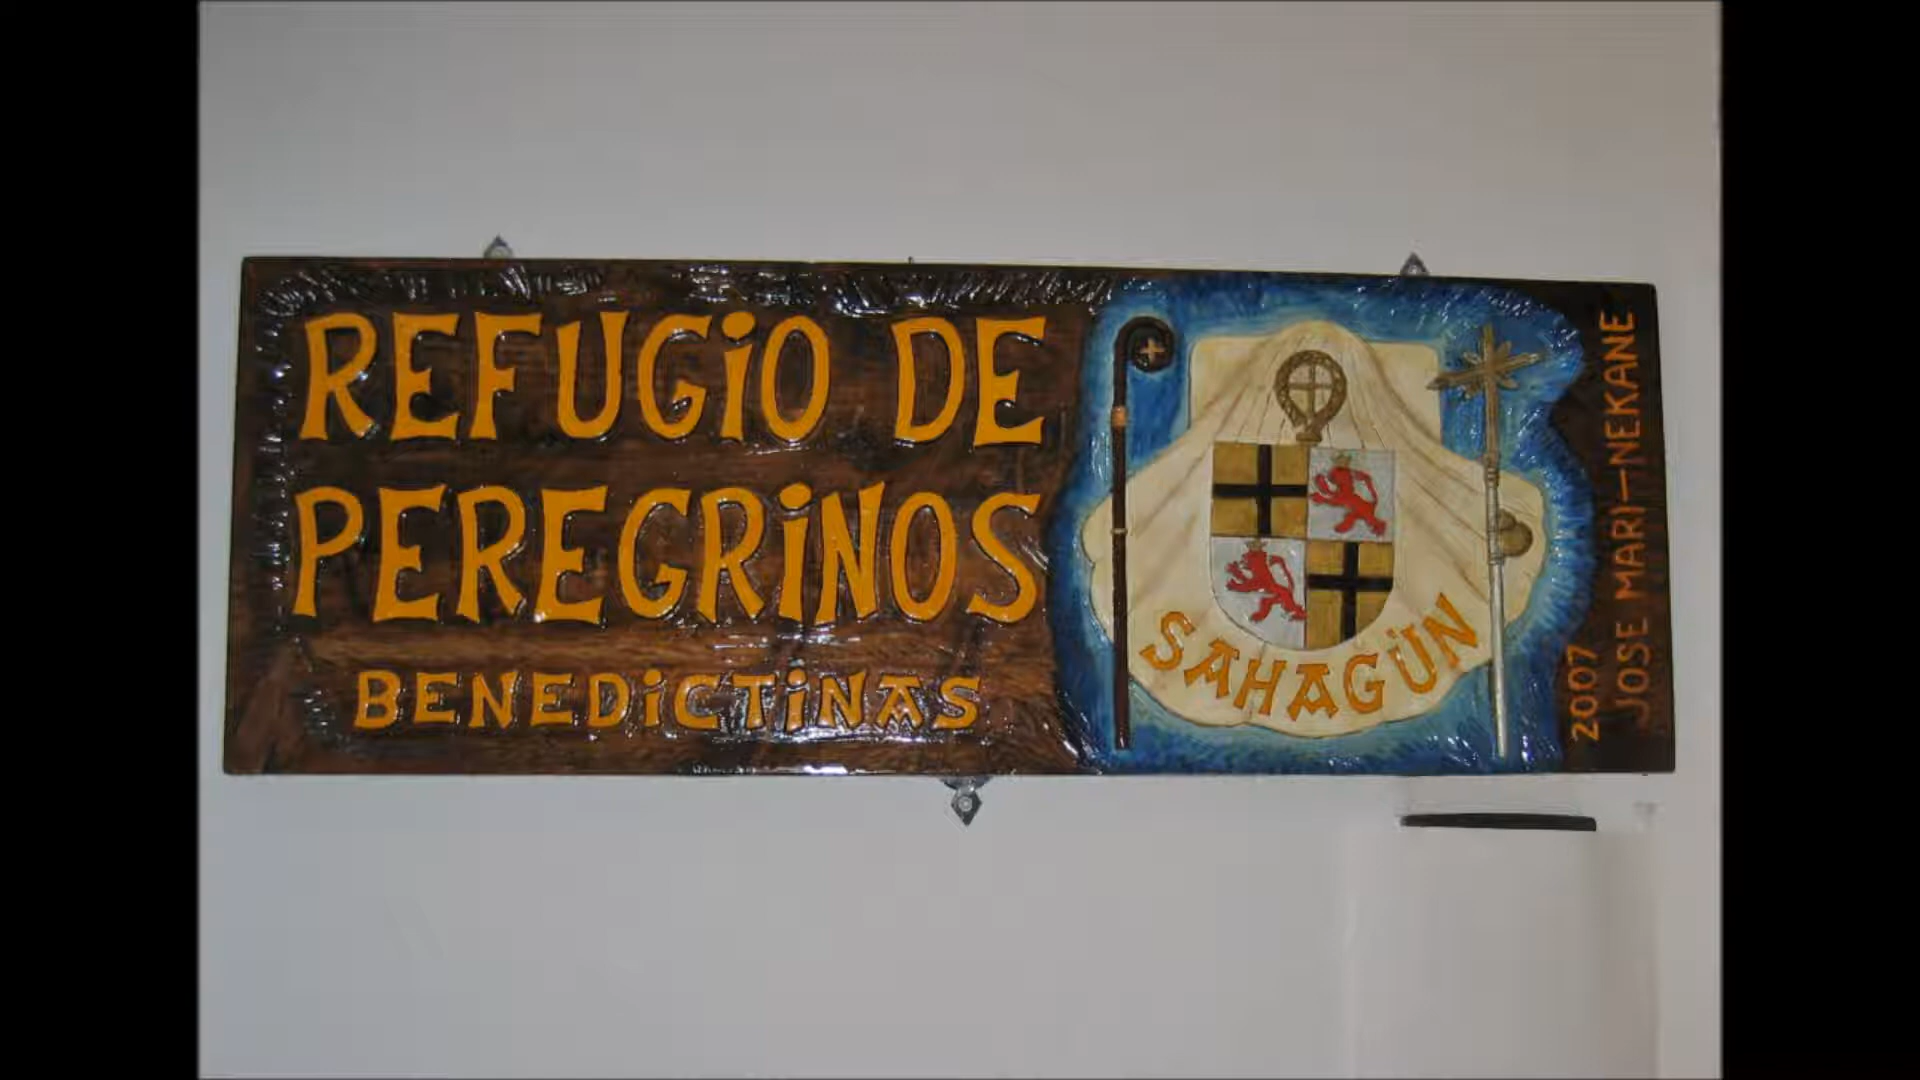 REFUGiO DE
PEREGRiNOS
BENEDiCTiNAS
SAHAGÚN
2007
JOSE MARI-NEKANE